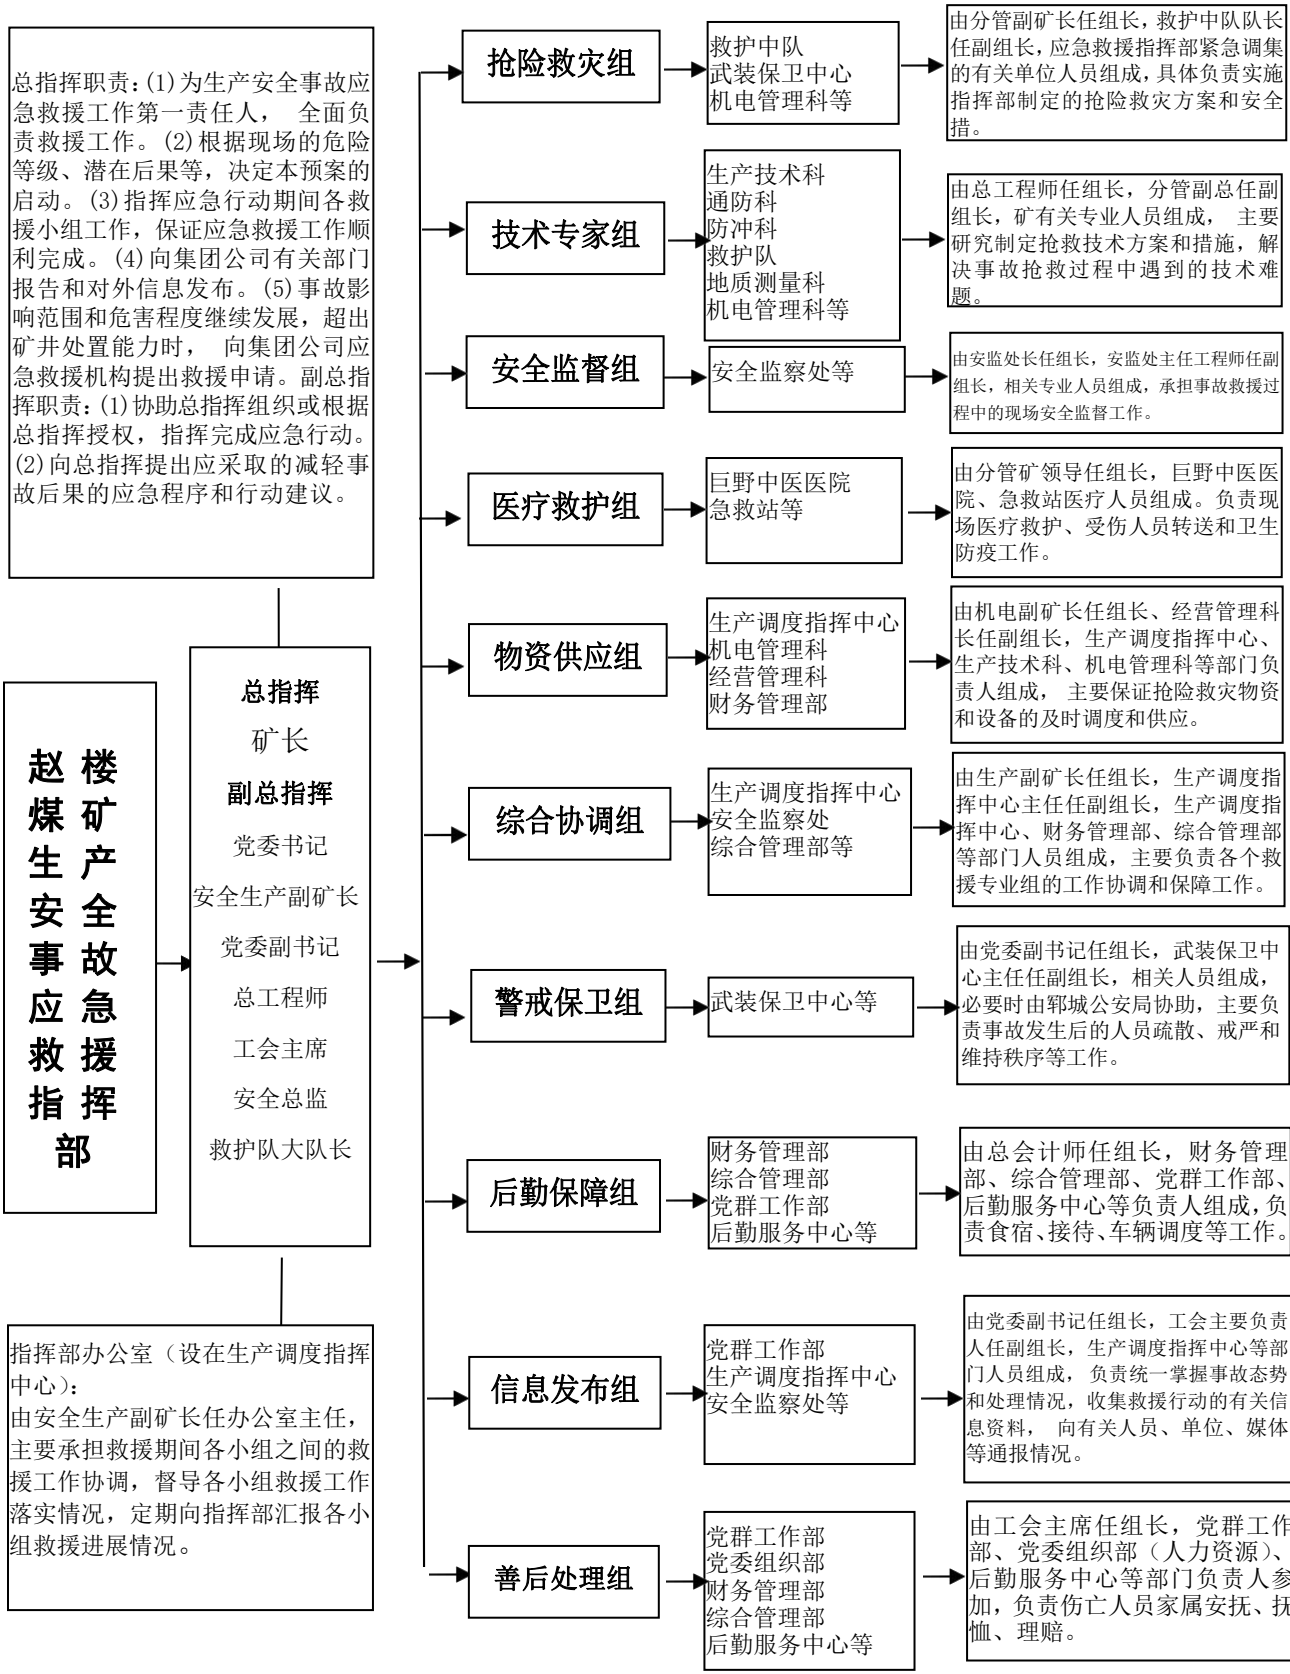 总指挥职责：(1)为生产安全事故应
急救援工作第一责任人， 全面负
责救援工作。(2)根据现场的危险
等级、潜在后果等，决定本预案的
启动。(3)指挥应急行动期间各救
援小组工作，保证应急救援工作顺
利完成。(4)向集团公司有关部门
报告和对外信息发布。(5)事故影
响范围和危害程度继续发展，超出
矿井处置能力时， 向集团公司应
急救援机构提出救援申请。副总指
挥职责：(1)协助总指挥组织或根据
总指挥授权，指挥完成应急行动。
(2)向总指挥提出应采取的减轻事
故后果的应急程序和行动建议。
赵 楼
煤 矿
生 产
安 全
事 故
应 急
救 援
指 挥
部
总指挥
矿长
副总指挥
党委书记
安全生产副矿长
党委副书记
总工程师
工会主席
安全总监
救护队大队长
指挥部办公室（设在生产调度指挥
中心）：
由安全生产副矿长任办公室主任，
主要承担救援期间各小组之间的救
援工作协调，督导各小组救援工作
落实情况，定期向指挥部汇报各小
组救援进展情况。
抢险救灾组
救护中队
武装保卫中心
机电管理科等
由分管副矿长任组长，救护中队队长
任副组长，应急救援指挥部紧急调集
的有关单位人员组成，具体负责实施
指挥部制定的抢险救灾方案和安全
措。
技术专家组
生产技术科
通防科
防冲科
救护队
地质测量科
机电管理科等
由总工程师任组长，分管副总任副
组长，矿有关专业人员组成， 主要
研究制定抢救技术方案和措施，解
决事故抢救过程中遇到的技术难
题。
安全监督组
安全监察处等
由安监处长任组长，安监处主任工程师任副
组长，相关专业人员组成，承担事故救援过
程中的现场安全监督工作。
医疗救护组
巨野中医医院
急救站等
由分管矿领导任组长，巨野中医医
院、急救站医疗人员组成。负责现
场医疗救护、受伤人员转送和卫生
防疫工作。
物资供应组
生产调度指挥中心
机电管理科
经营管理科
财务管理部
由机电副矿长任组长、经营管理科
长任副组长，生产调度指挥中心、
生产技术科、机电管理科等部门负
责人组成， 主要保证抢险救灾物资
和设备的及时调度和供应。
综合协调组
生产调度指挥中心
安全监察处
综合管理部等
由生产副矿长任组长，生产调度指
挥中心主任任副组长，生产调度指
挥中心、财务管理部、综合管理部
等部门人员组成，主要负责各个救
援专业组的工作协调和保障工作。
警戒保卫组
武装保卫中心等
由党委副书记任组长，武装保卫中
心主任任副组长，相关人员组成，
必要时由郓城公安局协助，主要负
责事故发生后的人员疏散、戒严和
维持秩序等工作。
后勤保障组
财务管理部
综合管理部
党群工作部
后勤服务中心等
由总会计师任组长，财务管理
部、综合管理部、党群工作部、
后勤服务中心等负责人组成，负
责食宿、接待、车辆调度等工作。
信息发布组
党群工作部
生产调度指挥中心
安全监察处等
由党委副书记任组长，工会主要负责
人任副组长，生产调度指挥中心等部
门人员组成， 负责统一掌握事故态势
和处理情况，收集救援行动的有关信
息资料， 向有关人员、单位、媒体
等通报情况。
善后处理组
党群工作部
党委组织部
财务管理部
综合管理部
后勤服务中心等
由工会主席任组长，党群工作
部、党委组织部（人力资源）、
后勤服务中心等部门负责人参
加，负责伤亡人员家属安抚、抚
恤、理赔。